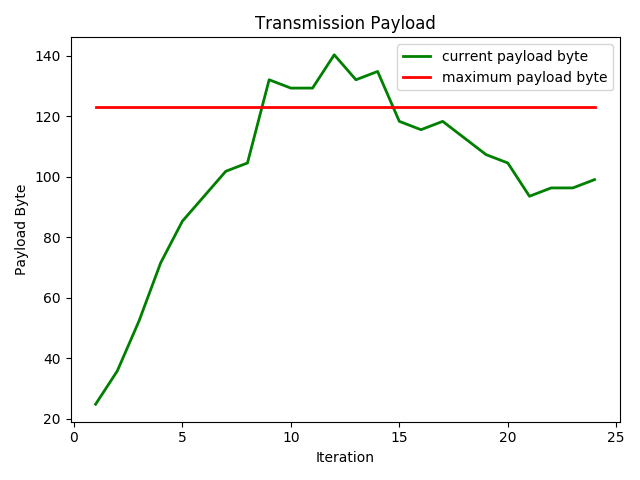 Transmission Payload
current payload byte
maximum payload byte
140
120
100
80
60
40
20
Payload Byte
0 5 10 15 20 25
Iteration